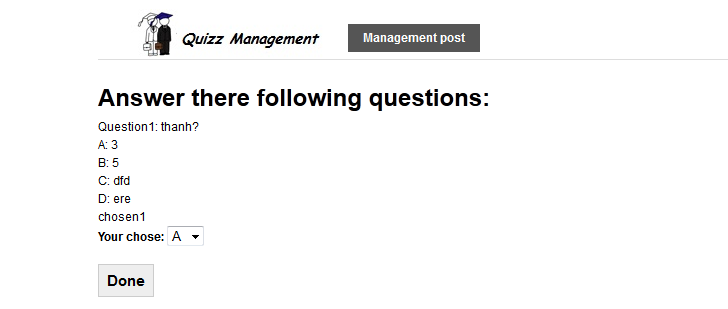 Quizz Management
Management post
Answer there following questions:
Question1: thanh?
A: 3
B: 5
C: dfd
D: ere
chosen1
Your chose: A
Done